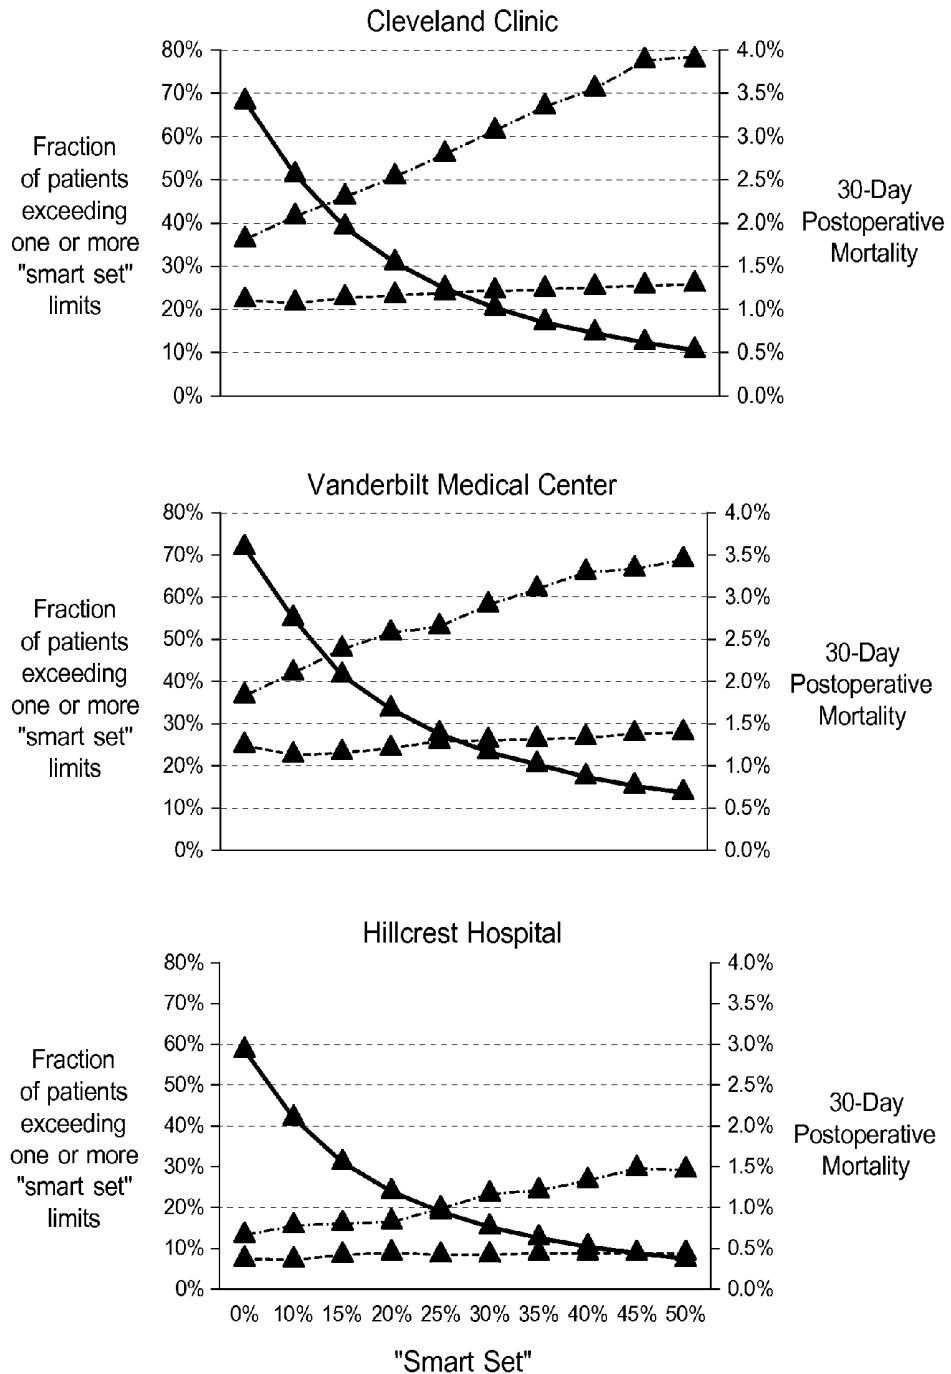 Cleveland Clinic
80%
70%
60%
50%
40%
30%
20%
10%
0%
Fraction
of patients
exceeding
one or more
"smart set"
limits
4.0%
3.5%
3.0%
2.5%
2.0%
1.5%
1.0%
0.5%
0.0%
30-Day
Postoperative
Mortality
Vanderbilt Medical Center
80%
70%
60%
50%
40%
30%
20%
10%
0%
Fraction
of patients
exceeding
one or more
"smart set"
limits
4.0%
3.5%
3.0%
2.5%
2.0%
1.5%
1.0%
0.5%
0.0%
30-Day
Postoperative
Mortality
Hillcrest Hospital
80%
70%
60%
50%
40%
30%
20%
10%
0%
Fraction
of patients
exceeding
one or more
"smart set"
limits
4.0%
3.5%
3.0%
2.5%
2.0%
1.5%
1.0%
0.5%
0.0%
30-Day
Postoperative
Mortality
0% 10% 15% 20% 25% 30% 35% 40% 45% 50%
"Smart Set"